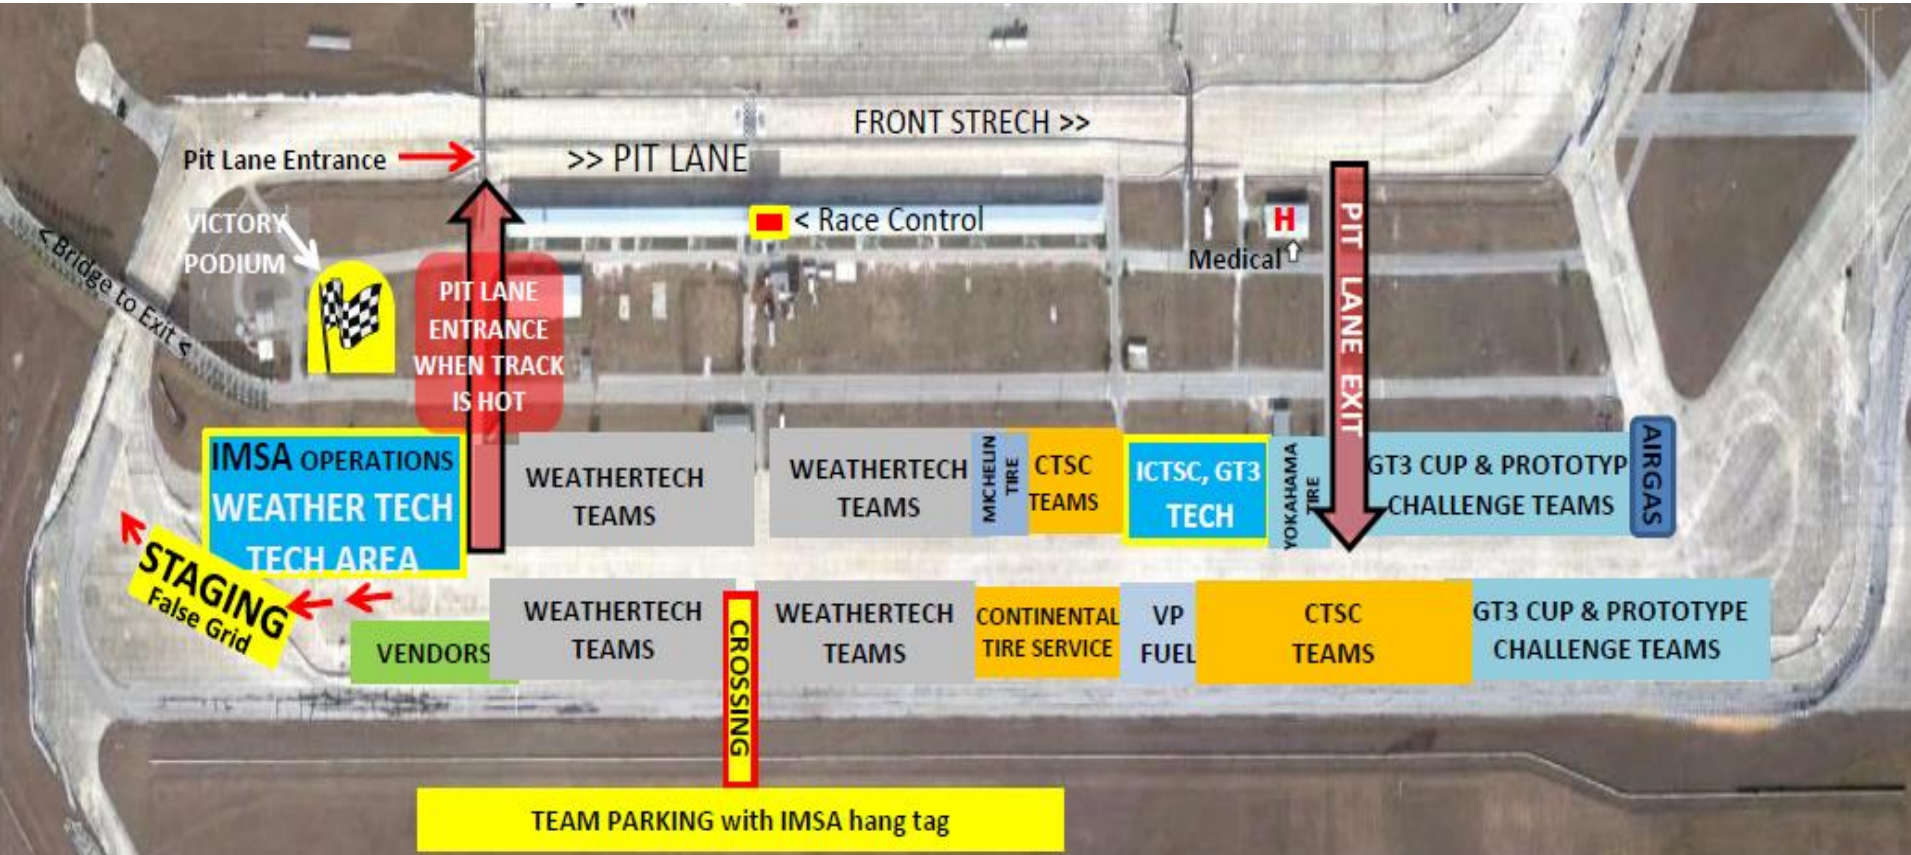 FRONT STRECH >>
Pit Lane Entrance
>> PIT LANE
VICTORY
PODIUM
< Race Control
H
Medical
< Bridge to Exit <
PIT LANE
ENTRANCE
WHEN TRACK
IS HOT
PIT LANE EXIT
IMSA OPERATIONS
WEATHER TECH
TECH AREA
WEATHERTECH
TEAMS
WEATHERTECH
TEAMS
MICHELIN
TIRE
CTSC
TEAMS
ICTSC, GT3
TECH
YOKAHAMA
TIRE
GT3 CUP & PROTOTYP
CHALLENGE TEAMS
AIRGAS
STAGING
False Grid
VENDORS
WEATHERTECH
TEAMS
CROSSING
WEATHERTECH
TEAMS
CONTINENTAL
TIRE SERVICE
VP
FUEL
CTSC
TEAMS
GT3 CUP & PROTOTYPE
CHALLENGE TEAMS
TEAM PARKING with IMSA hang tag